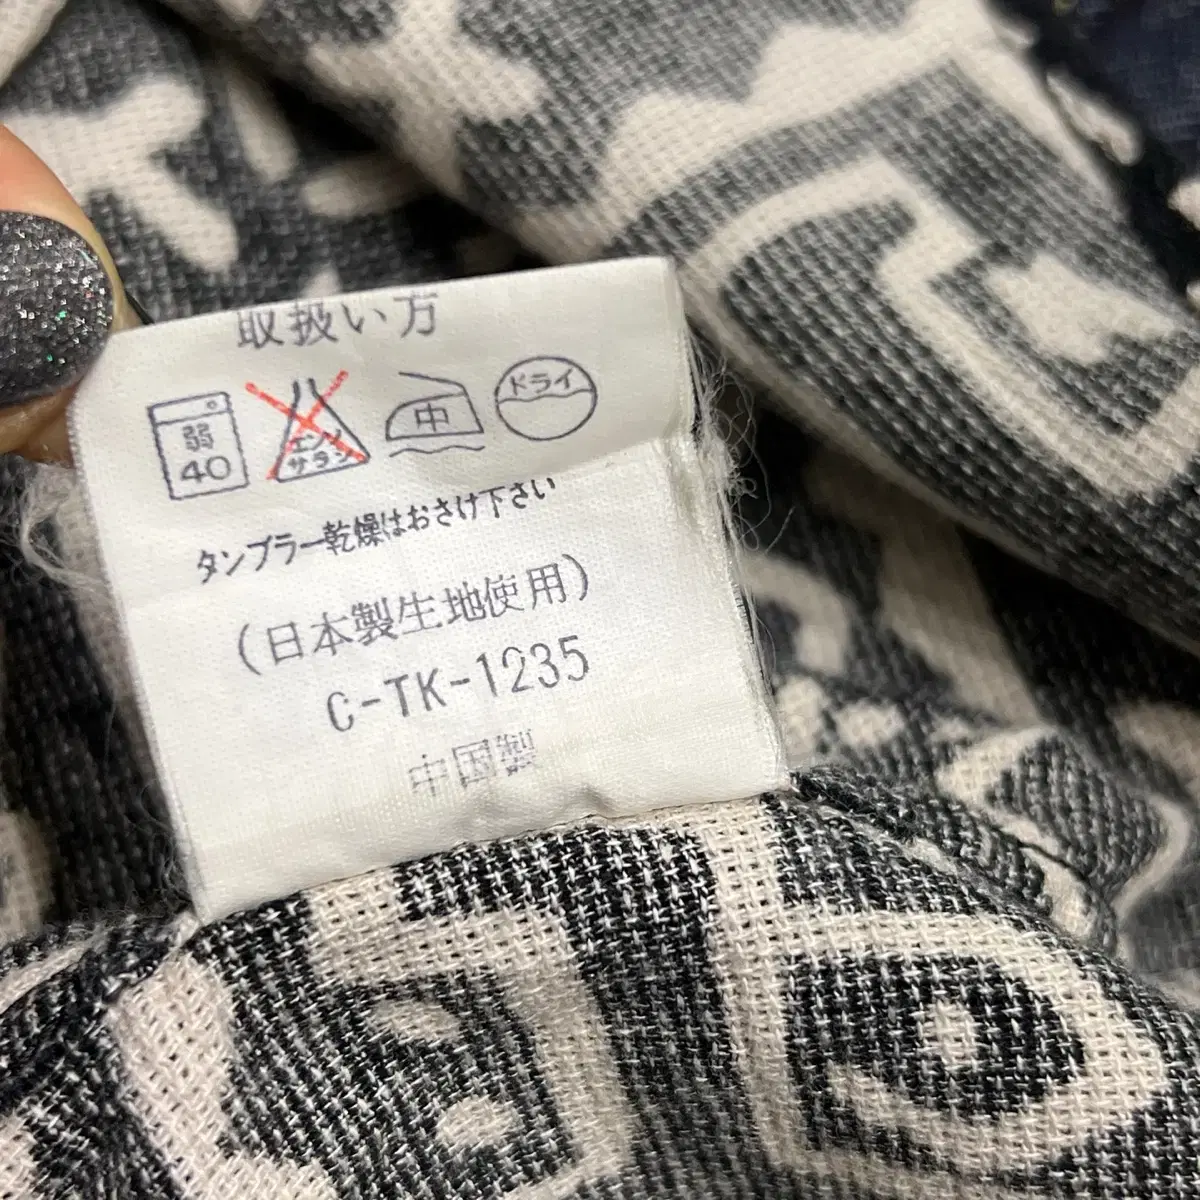 取扱い方
弱
40
エンソ
サラシ
中
ドライ
タンブラー乾燥はおさけ下さい
(日本製生地使用)
C-TK-1235
中国製